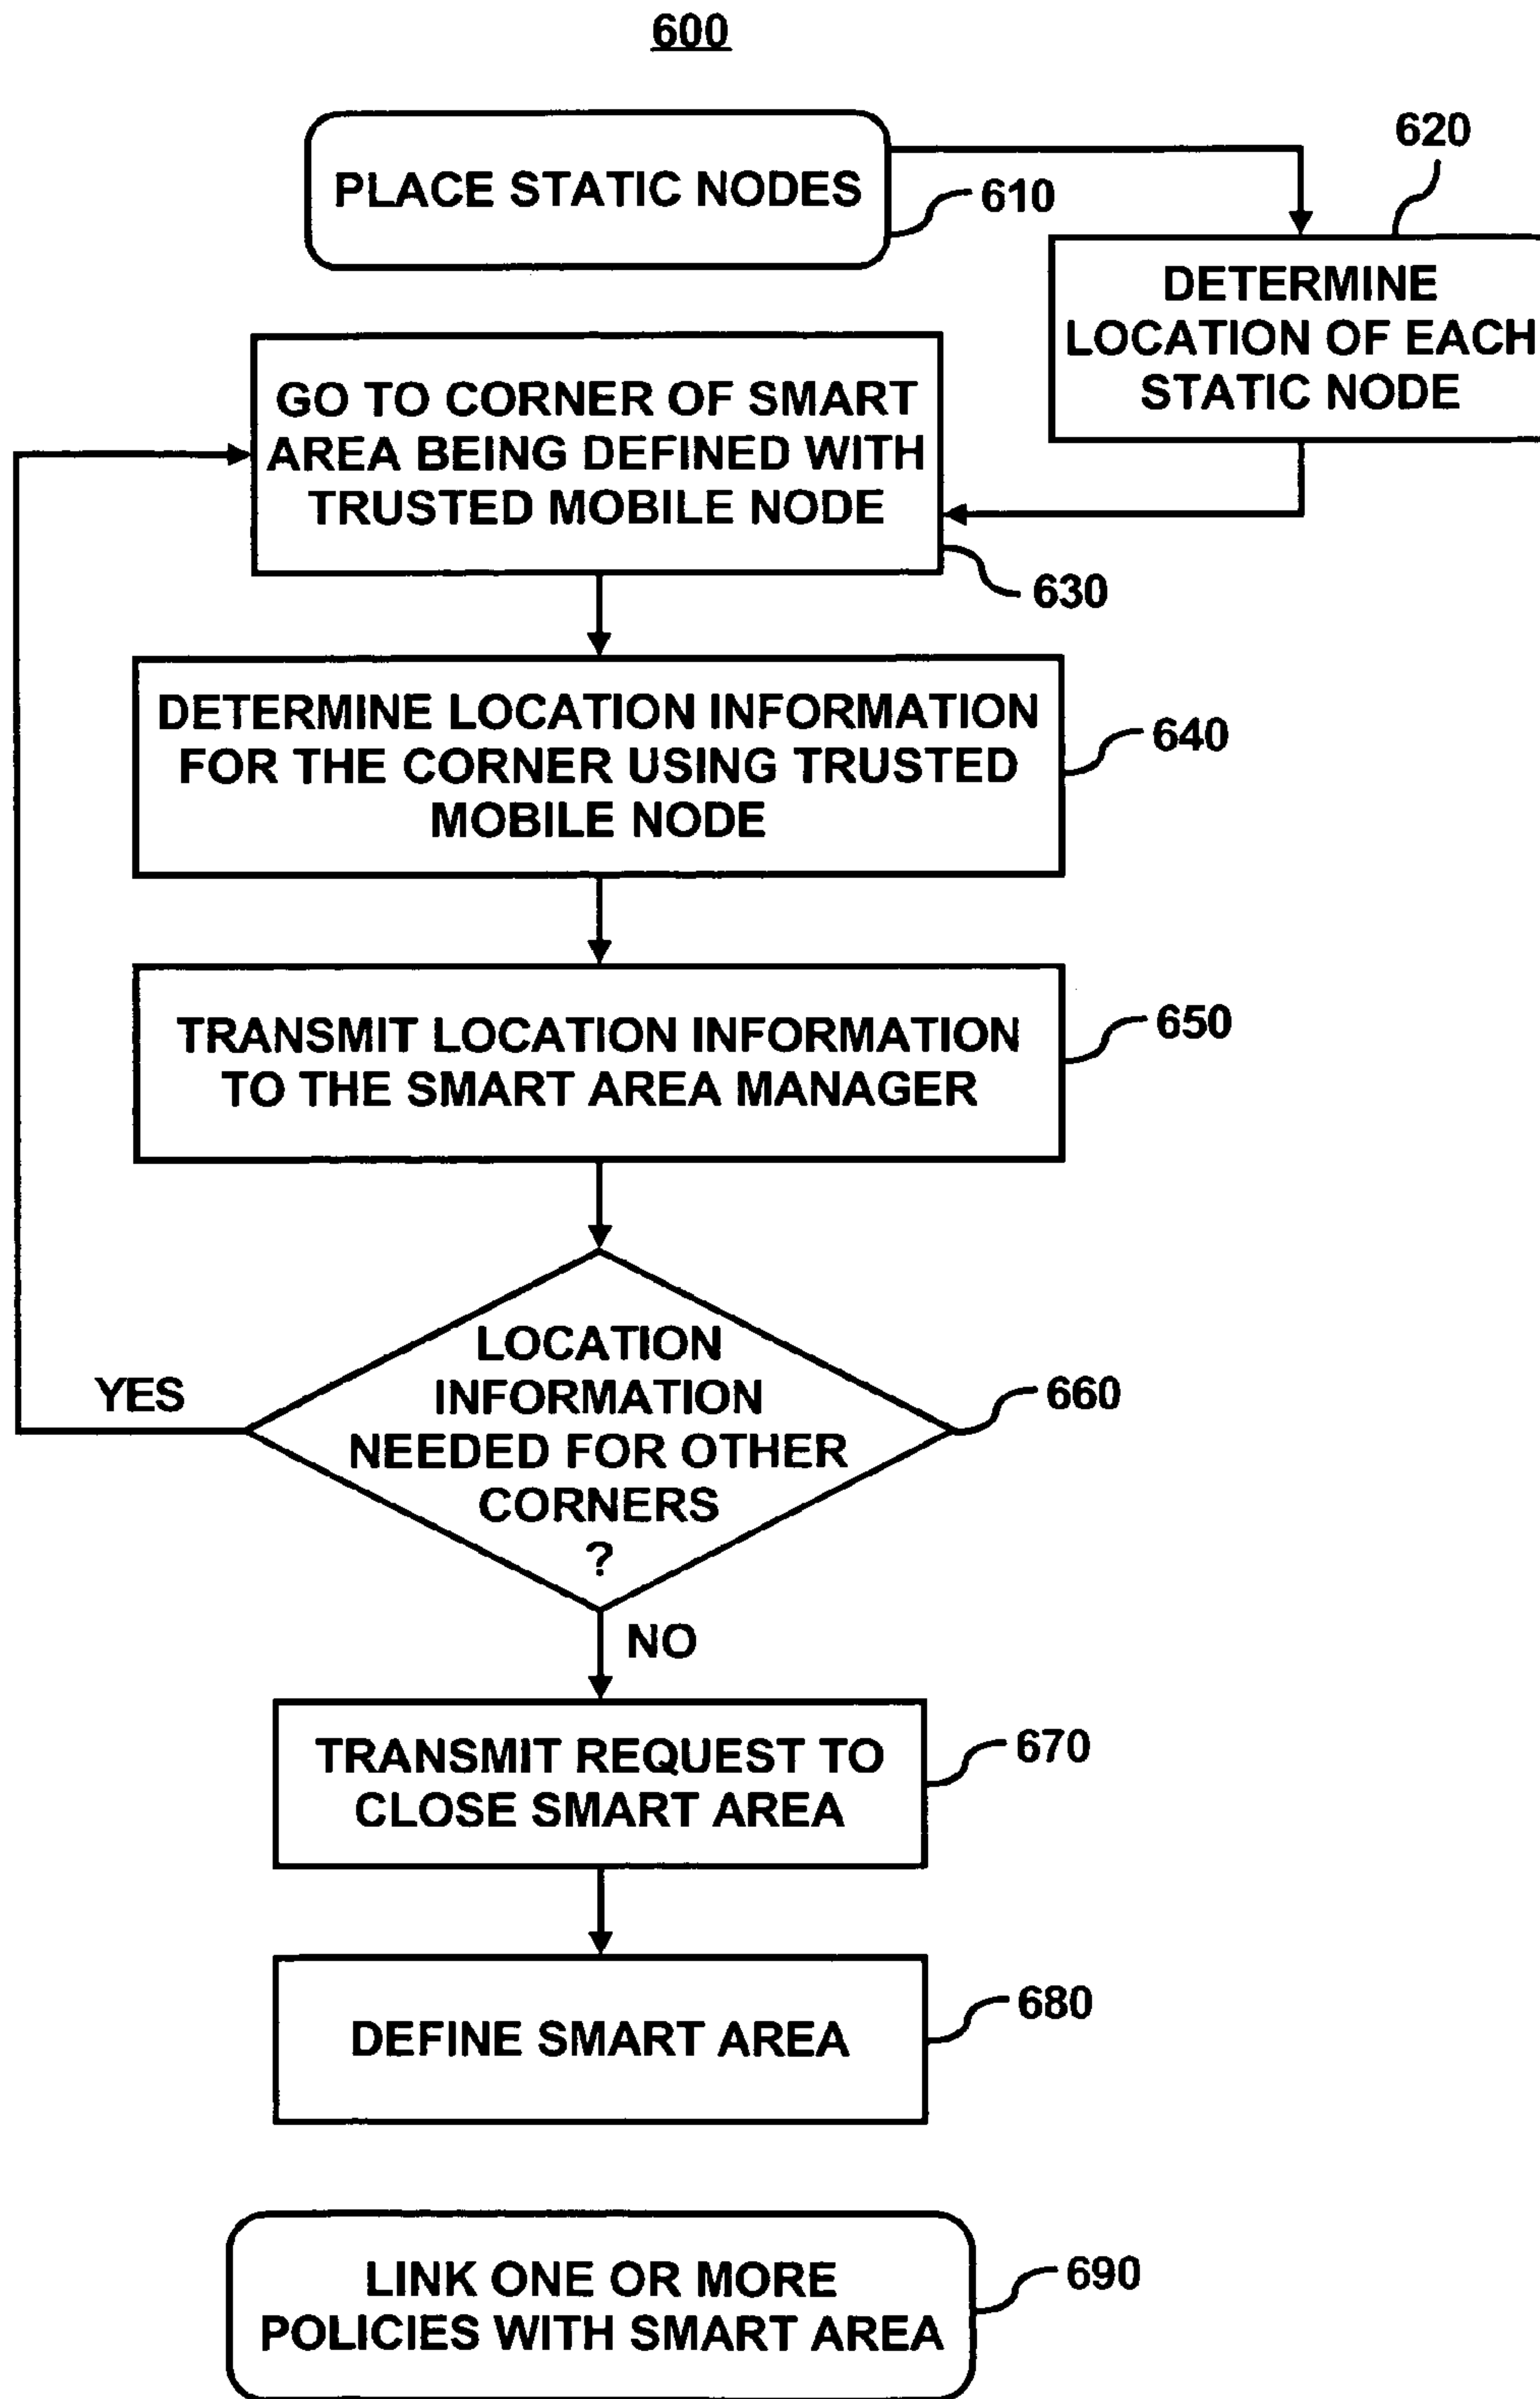 600
PLACE STATIC NODES
610
620
DETERMINE
LOCATION OF EACH
STATIC NODE
GO TO CORNER OF SMART
AREA BEING DEFINED WITH
TRUSTED MOBILE NODE
630
DETERMINE LOCATION INFORMATION
FOR THE CORNER USING TRUSTED
MOBILE NODE
640
TRANSMIT LOCATION INFORMATION
TO THE SMART AREA MANAGER
650
LOCATION
INFORMATION
NEEDED FOR OTHER
CORNERS
?
660
YES
NO
TRANSMIT REQUEST TO
CLOSE SMART AREA
670
DEFINE SMART AREA
680
LINK ONE OR MORE
POLICIES WITH SMART AREA
690